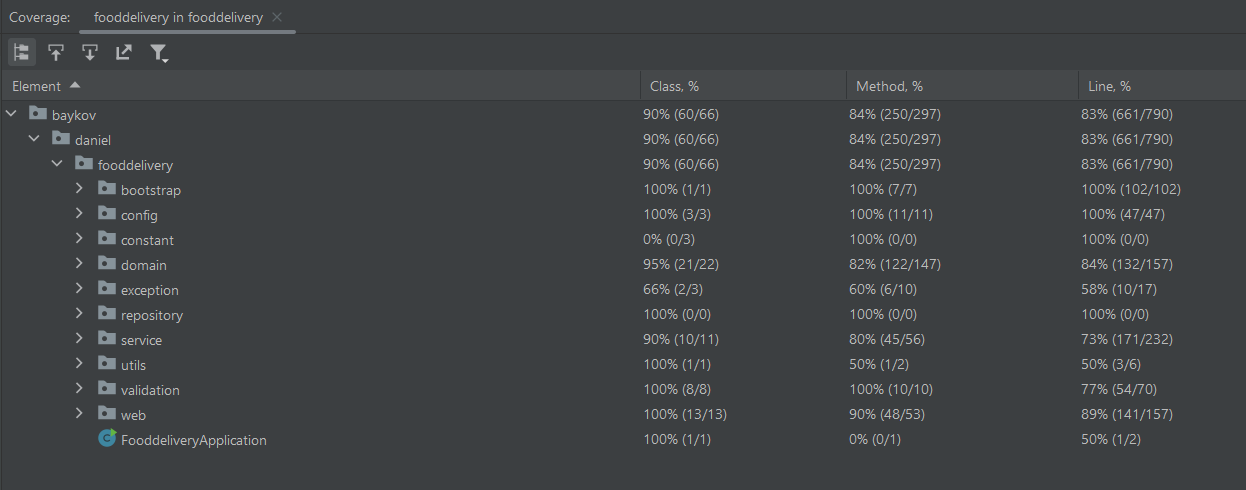 Coverage: fooddelivery in fooddelivery
Element Class, % Method, % Line, %
baykov 90% (60/66) 84% (250/297) 83% (661/790)
daniel 90% (60/66) 84% (250/297) 83% (661/790)
fooddelivery 90% (60/66) 84% (250/297) 83% (661/790)
bootstrap 100% (1/1) 100% (7/7) 100% (102/102)
config 100% (3/3) 100% (11/11) 100% (47/47)
constant 0% (0/3) 100% (0/0) 100% (0/0)
domain 95% (21/22) 82% (122/147) 84% (132/157)
exception 66% (2/3) 60% (6/10) 58% (10/17)
repository 100% (0/0) 100% (0/0) 100% (0/0)
service 90% (10/11) 80% (45/56) 73% (171/232)
utils 100% (1/1) 50% (1/2) 50% (3/6)
validation 100% (8/8) 100% (10/10) 77% (54/70)
web 100% (13/13) 90% (48/53) 89% (141/157)
FooddeliveryApplication 100% (1/1) 0% (0/1) 50% (1/2)